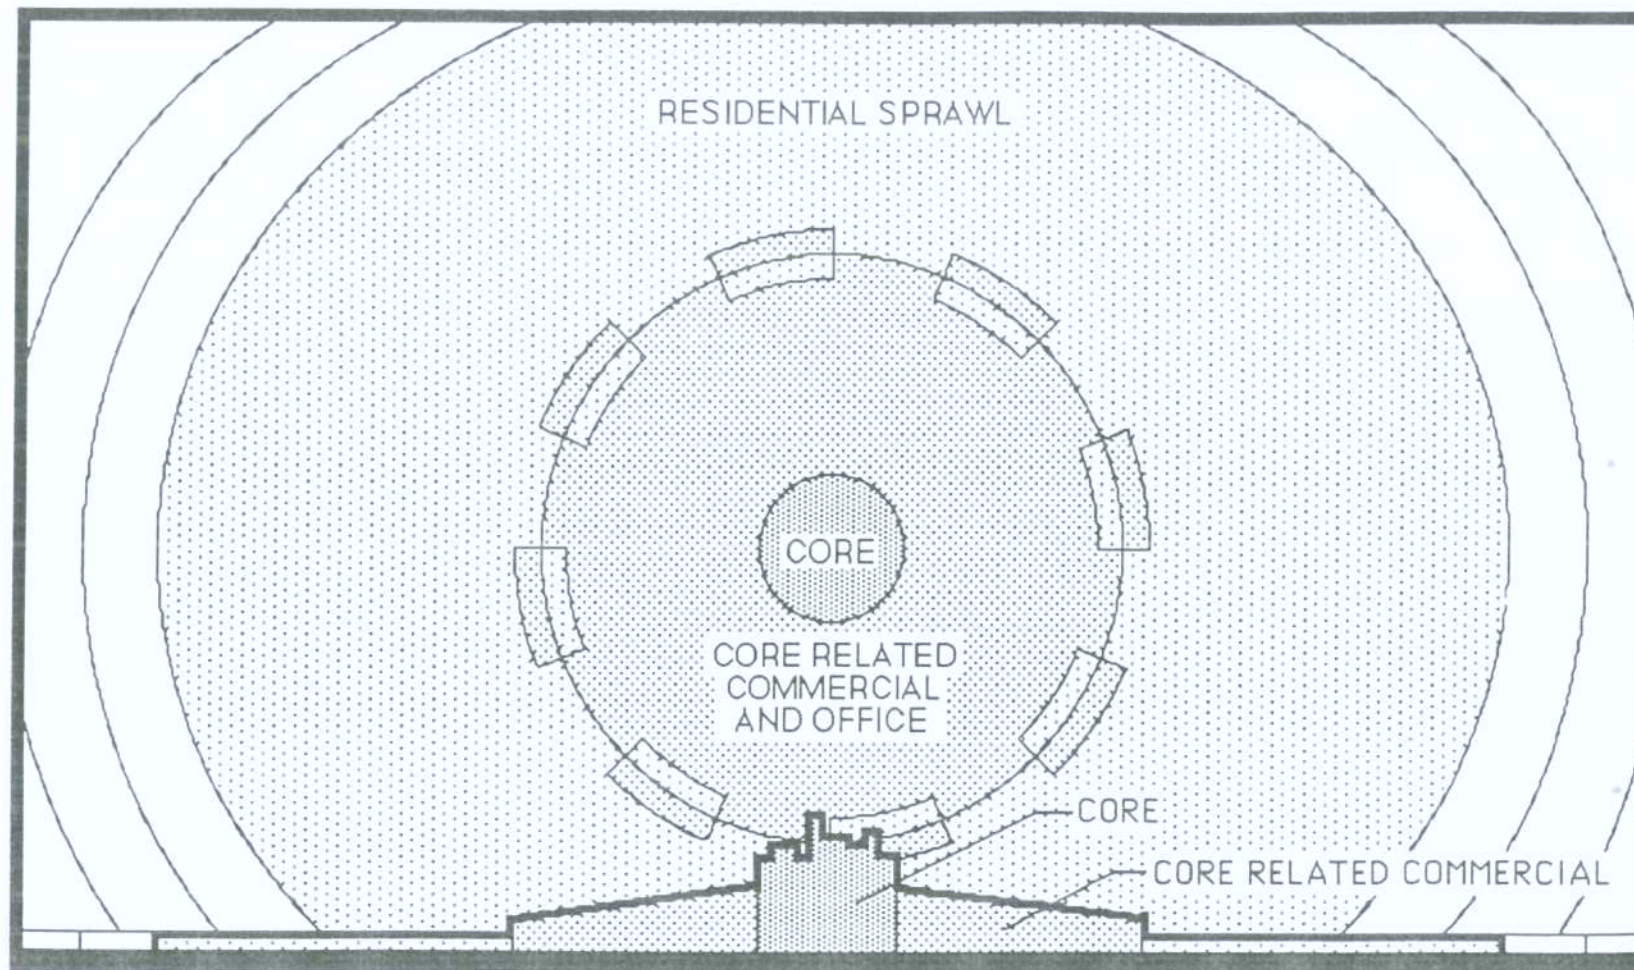 RESIDENTIAL SPRAWL
CORE
CORE RELATED
COMMERCIAL
AND OFFICE
CORE
CORE RELATED COMMERCIAL